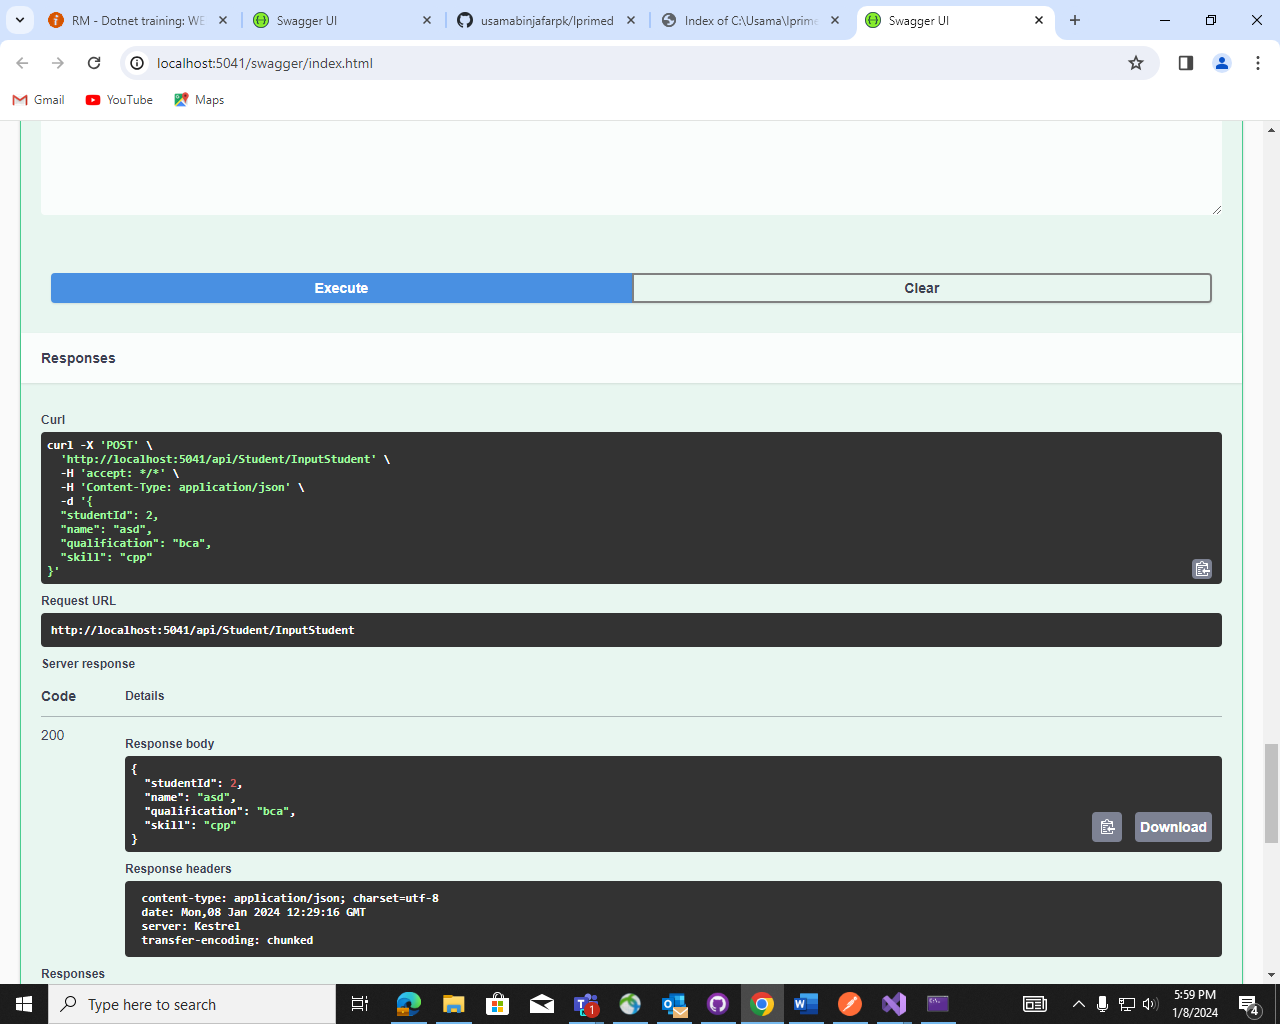 RM - Dotnet training: WE
Swagger UI
usamabinjafarpk/Iprimed
Index of C:\Usama\Iprime
Swagger UI
localhost:5041/swagger/index.html
Gmail
YouTube
Maps
Execute
Clear
Responses
Curl
curl -X 'POST' \
'http://localhost:5041/api/Student/InputStudent' \
-H 'accept: */*' \
-H 'Content-Type: application/json' \
-d '{
"studentId": 2,
"name": "asd",
"qualification": "bca",
"skill": "cpp"
}'
Request URL
http://localhost:5041/api/Student/InputStudent
Server response
Code Details
200
Response body
{
"studentId": 2,
"name": "asd",
"qualification": "bca",
"skill": "cpp"
}
Download
Response headers
content-type: application/json; charset=utf-8
date: Mon,08 Jan 2024 12:29:16 GMT
server: Kestrel
transfer-encoding: chunked
Responses
Type here to search
1
5:59 PM
1/8/2024
4